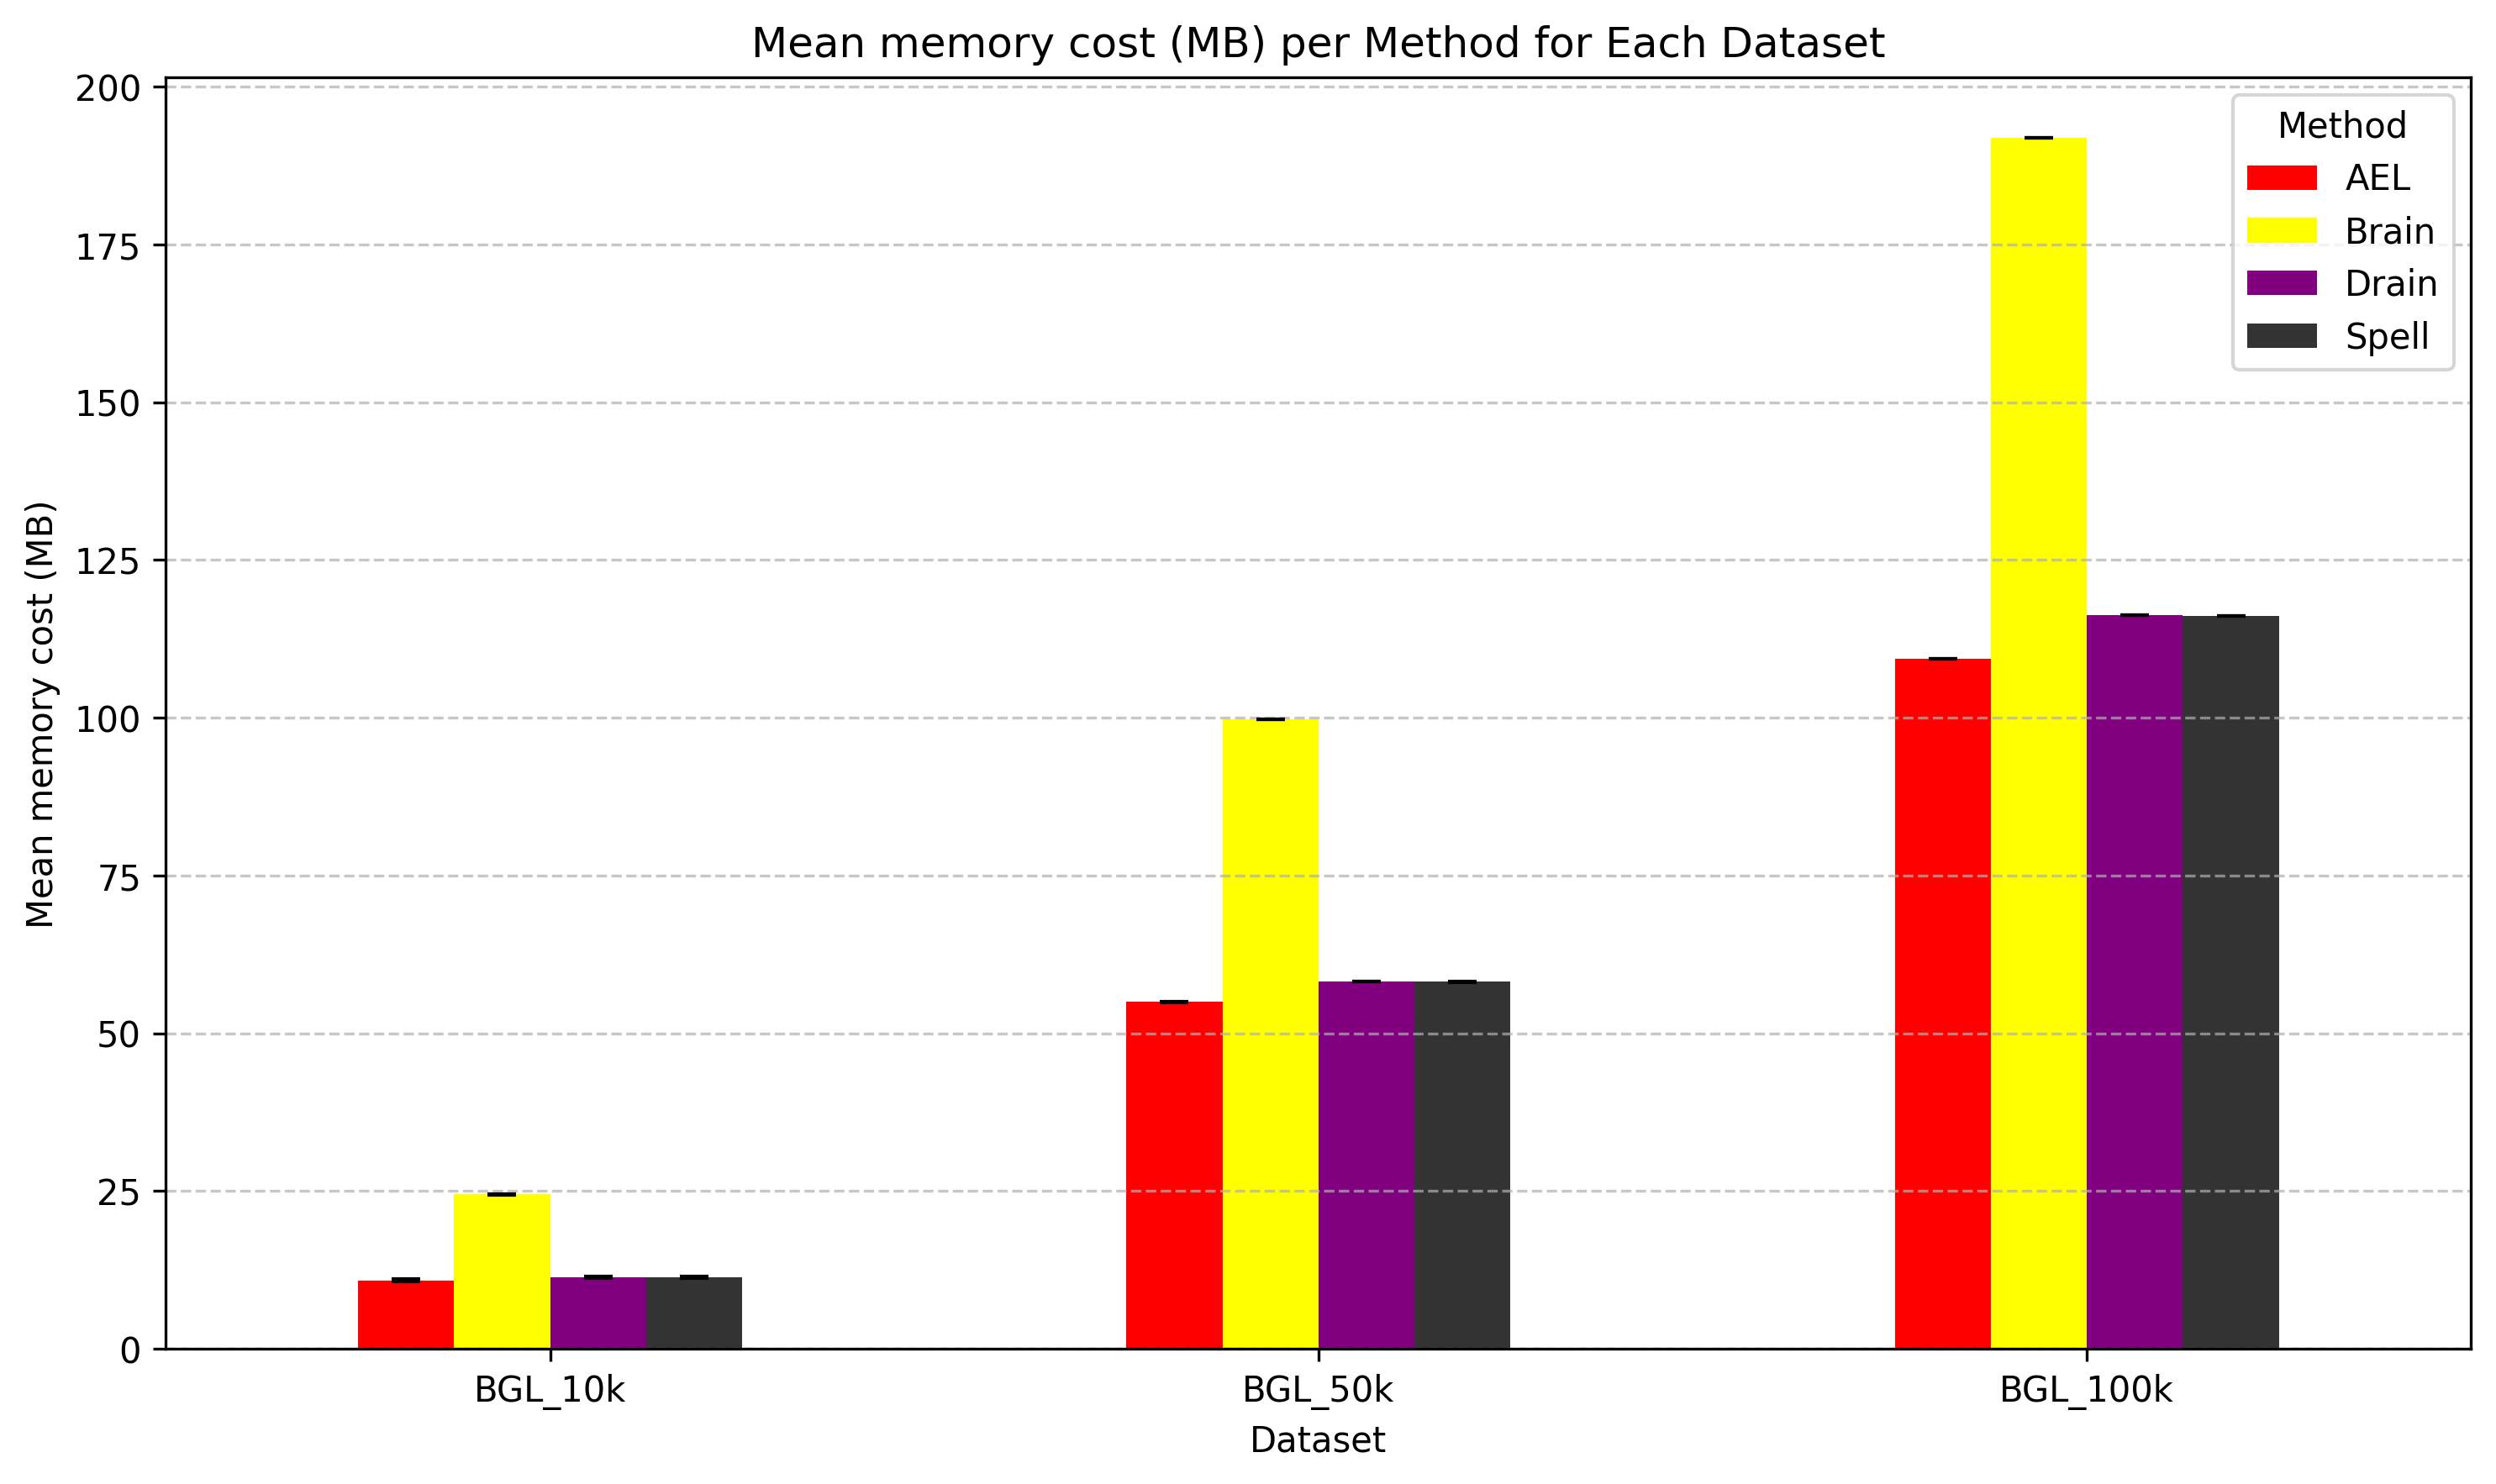 Mean memory cost (MB) per Method for Each Dataset
Mean memory cost (MB)
200
175
150
125
100
75
50
25
0
Method
AEL
Brain
Drain
Spell
BGL_10k
BGL_50k
BGL_100k
Dataset